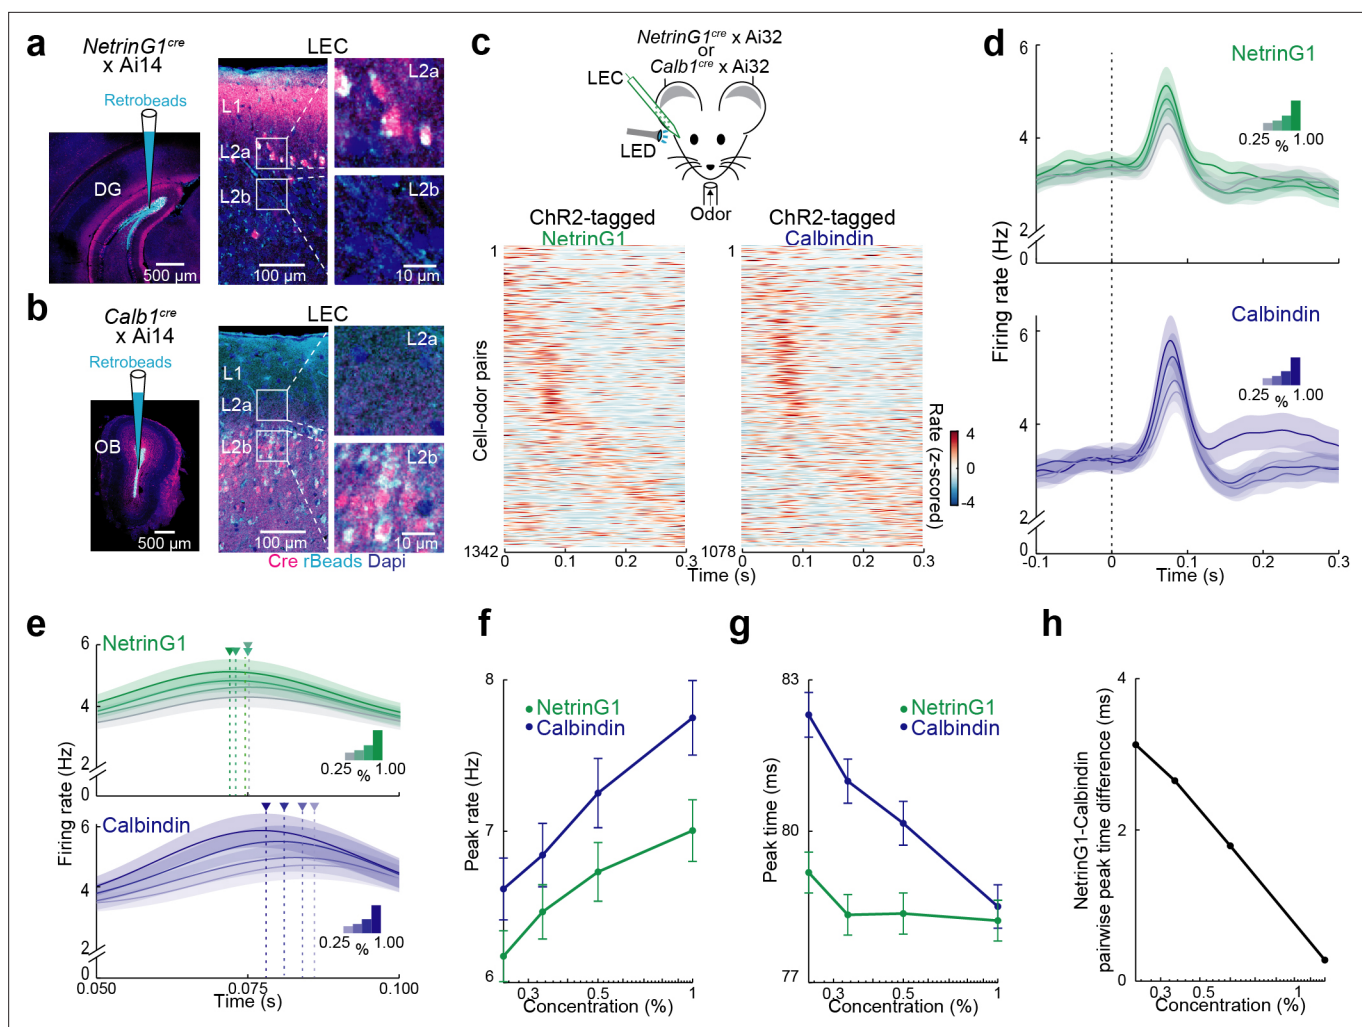 a
NetrinG1cre
x Ai14
Retrobeads
DG
500 µm
LEC
L1
L2a
L2b
100 µm
L2a
L2b
10 µm
b
Calb1cre
x Ai14
Retrobeads
OB
500 µm
LEC
L1
L2a
L2b
100 µm
L2a
L2b
10 µm
Cre rBeads Dapi
c
NetrinG1cre x Ai32
or
Calb1cre x Ai32
LEC
LED
Odor
ChR2-tagged
NetrinG1
ChR2-tagged
Calbindin
Cell-odor pairs
1
1342
0 0.1 0.2 0.3
1
1078
0 0.1 0.2 0.3
Time (s)
Rate (z-scored)
4
0
-4
d
NetrinG1
0.25 % 1.00
6
4
2
0
Firing rate (Hz)
Calbindin
0.25 % 1.00
6
4
2
0
-0.1 0 0.1 0.2 0.3
Time (s)
e
NetrinG1
6
4
2
0
0.25 % 1.00
Firing rate (Hz)
Calbindin
6
4
2
0
0.25 % 1.00
0.050 0.075 0.100
Time (s)
f
NetrinG1
Calbindin
Peak rate (Hz)
8
7
6
0.3 0.5 1
Concentration (%)
g
NetrinG1
Calbindin
Peak time (ms)
83
80
77
0.3 0.5 1
Concentration (%)
h
NetrinG1-Calbindin
pairwise peak time difference (ms)
4
2
0
0.3 0.5 1
Concentration (%)